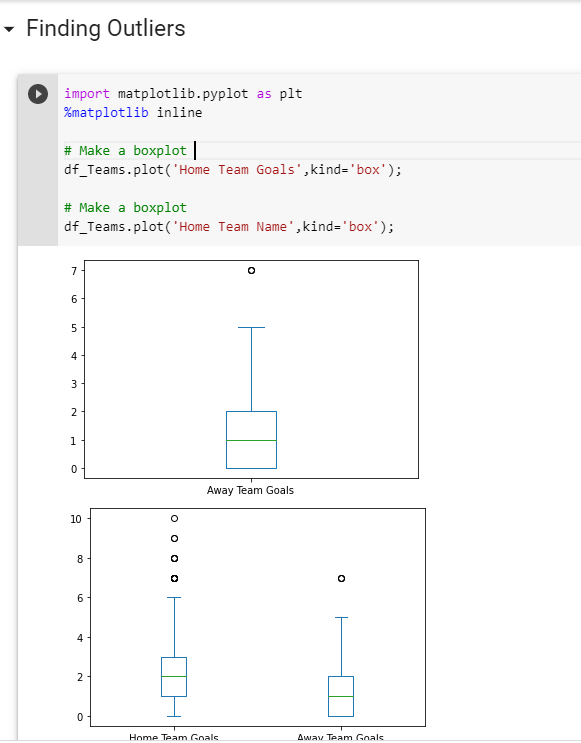 Finding Outliers
import matplotlib.pyplot as plt
%matplotlib inline
# Make a boxplot
df_Teams.plot('Home Team Goals',kind='box');
# Make a boxplot
df_Teams.plot('Home Team Name',kind='box');
7
6
5
4
3
2
1
0
Away Team Goals
10
8
6
4
2
0
Home Team Goals Away Team Goals